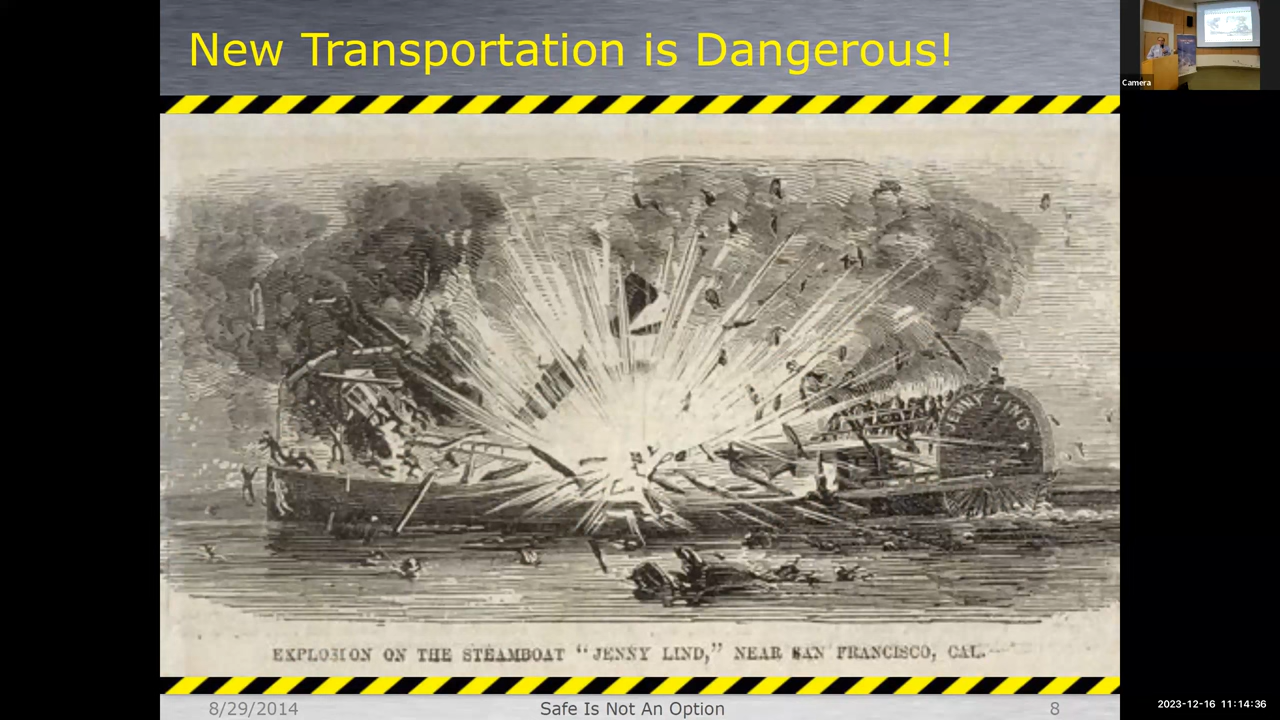 New Transportation is Dangerous!
Camera
JENNY LIND
EXPLOSION ON THE STEAMBOAT "JENNY LIND," NEAR SAN FRANCISCO, CAL.
8/29/2014
Safe Is Not An Option
8
2023-12-16 11:14:36